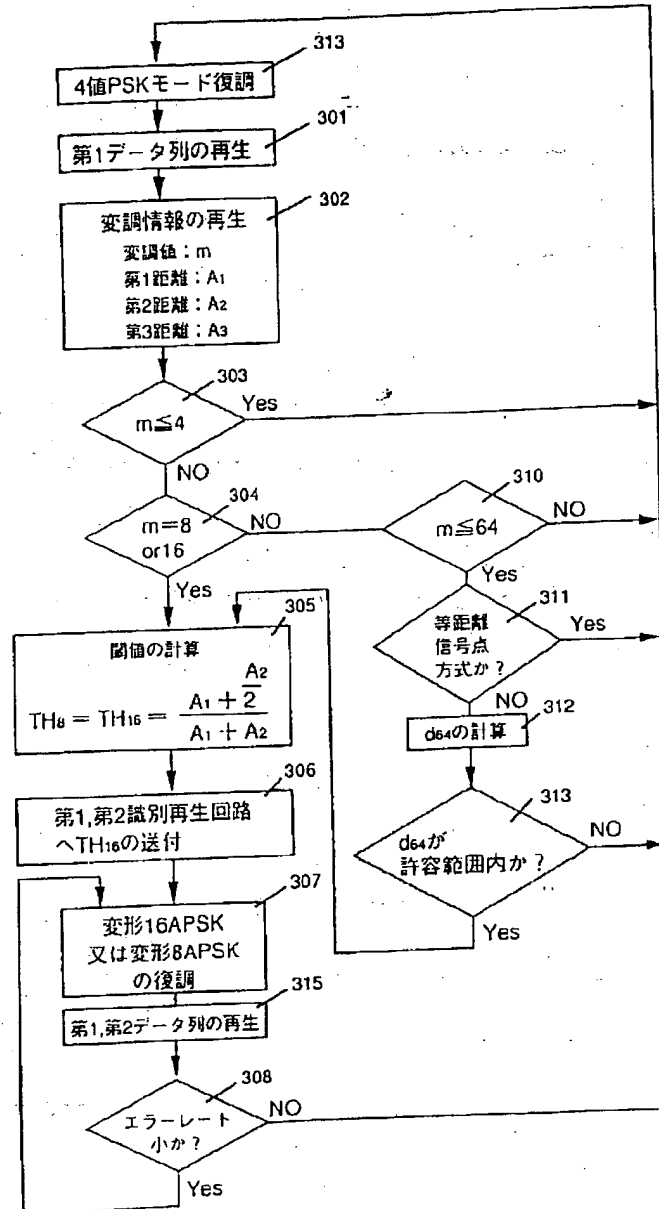 313
4値PSKモード復調
301
第1データ列の再生
302
変調情報の再生
変調値：m
第1距離：A₁
第2距離：A₂
第3距離：A₃
303
m≦4
Yes
NO
304
m＝8
or16
NO
Yes
310
m≦64
NO
Yes
311
等距離
信号点
方式か？
Yes
NO
312
d₆₄の計算
313
d₆₄が
許容範囲内か？
NO
Yes
305
閾値の計算
TH₈ ＝ TH₁₆ ＝ (A₁ ＋ A₂/2) / (A₁ ＋ A₂)
306
第1,第2識別再生回路
へTH₁₆の送付
307
変形16APSK
又は変形8APSK
の復調
315
第1,第2データ列の再生
308
エラーレート
小か？
NO
Yes